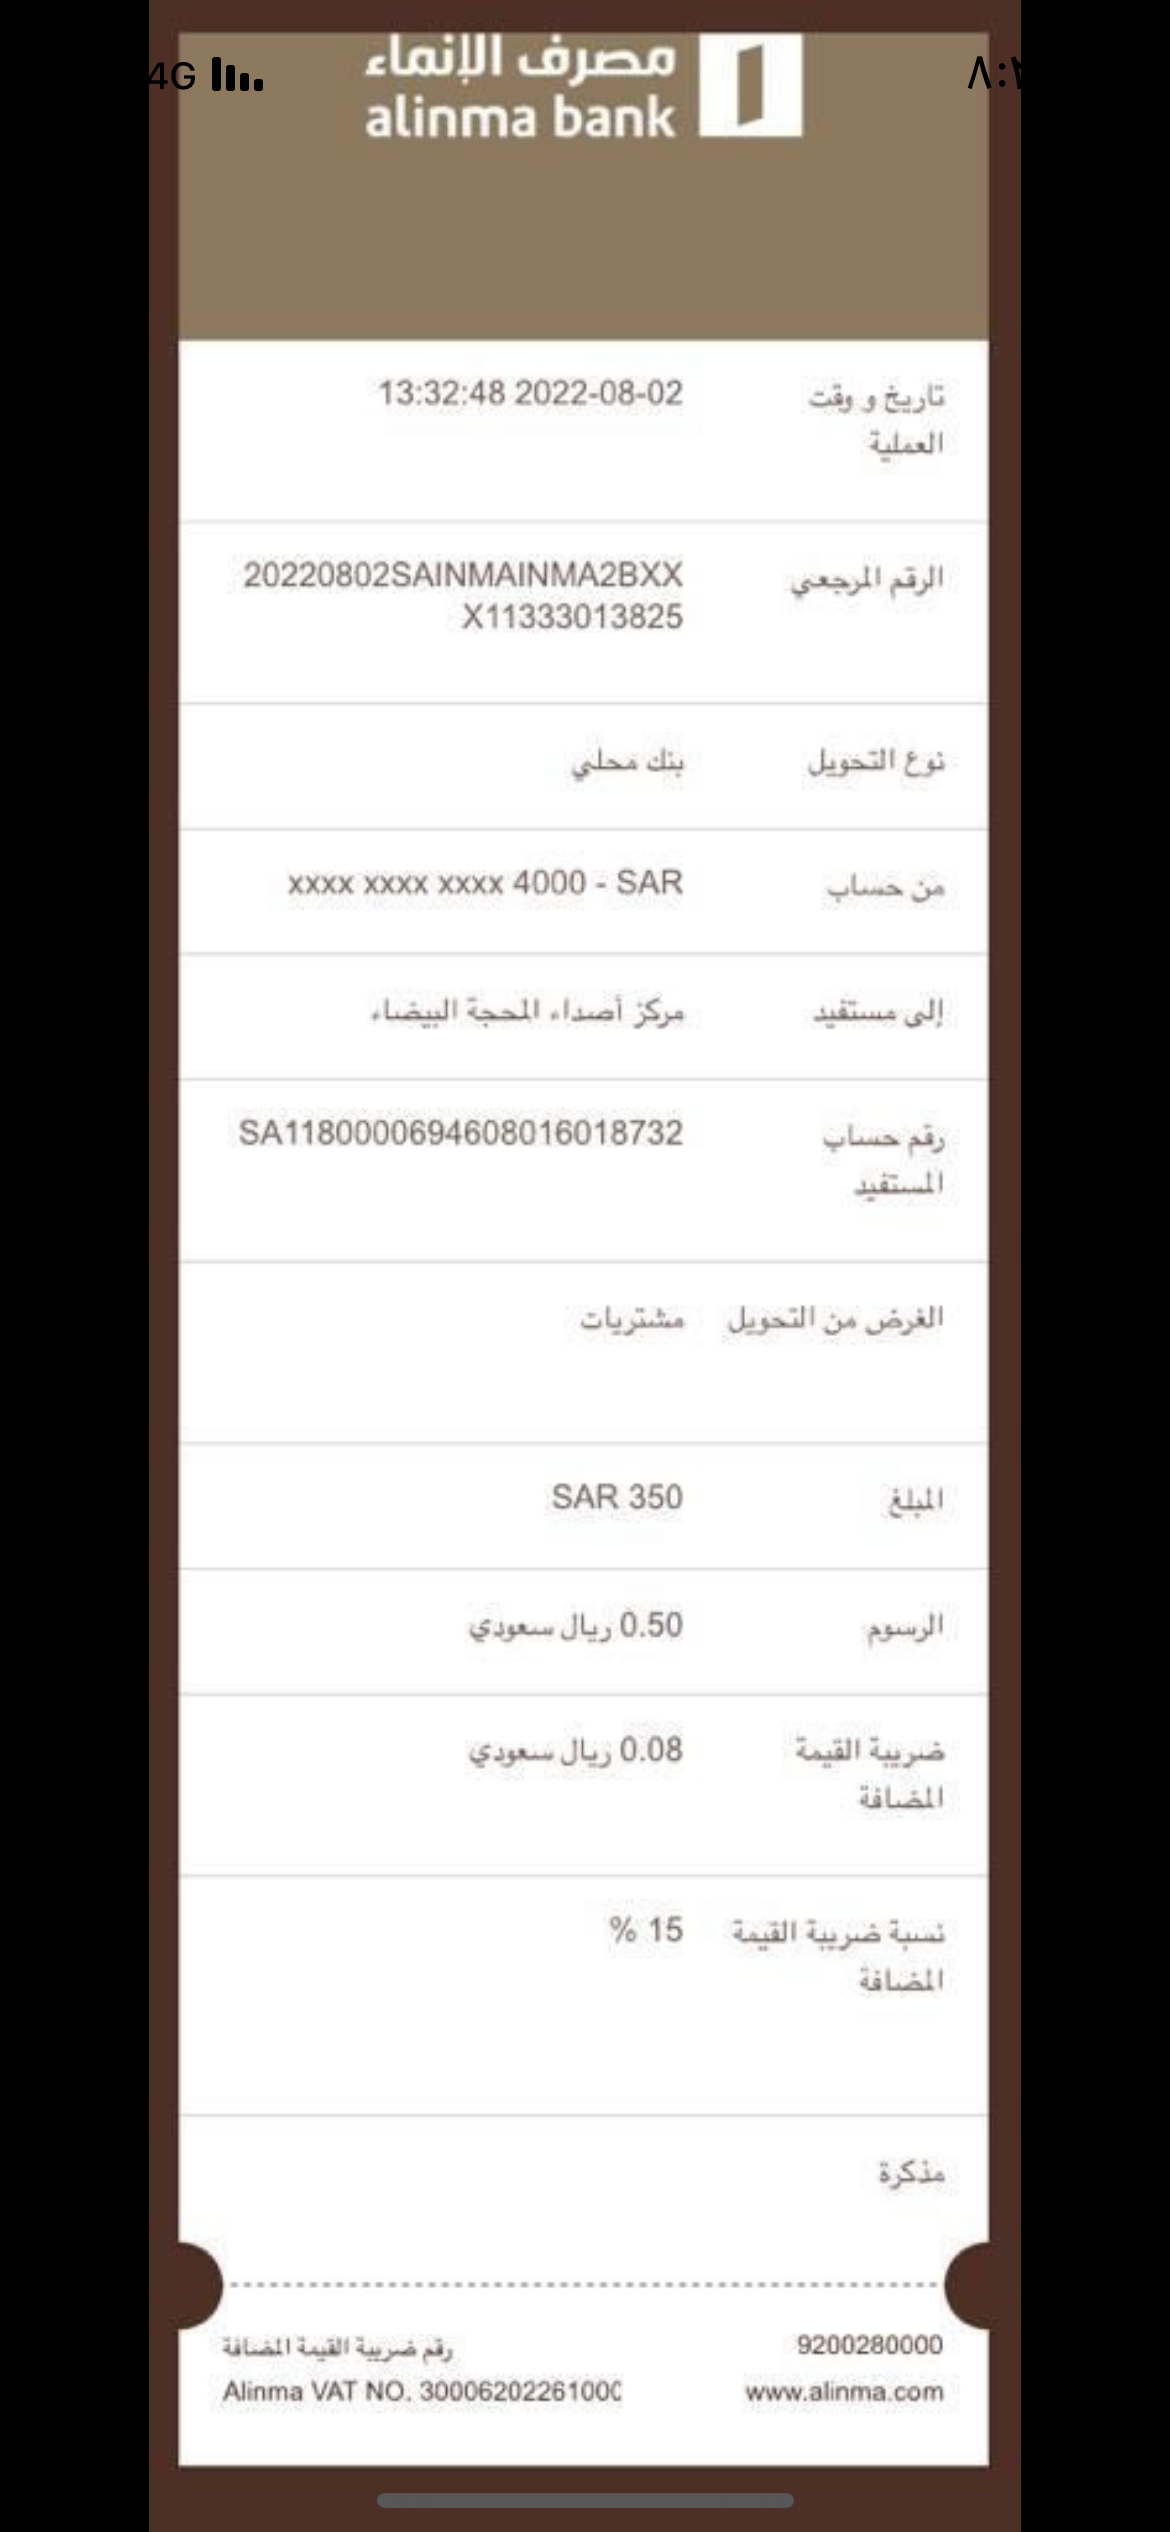 4G
مصرف الإنماء
alinma bank
تاريخ و وقت العملية
13:32:48 2022-08-02
الرقم المرجعي
20220802SAINMAINMA2BXX
X11333013825
نوع التحويل
بنك محلي
من حساب
xxxx xxxx xxxx 4000 - SAR
إلى مستفيد
مركز أصداء المحجة البيضاء
رقم حساب المستفيد
SA1180000694608016018732
الغرض من التحويل
مشتريات
المبلغ
SAR 350
الرسوم
0.50 ريال سعودي
ضريبة القيمة المضافة
0.08 ريال سعودي
نسبة ضريبة القيمة المضافة
% 15
مذكرة
9200280000
www.alinma.com
رقم ضريبة القيمة المضافة
Alinma VAT NO. 30006202261000